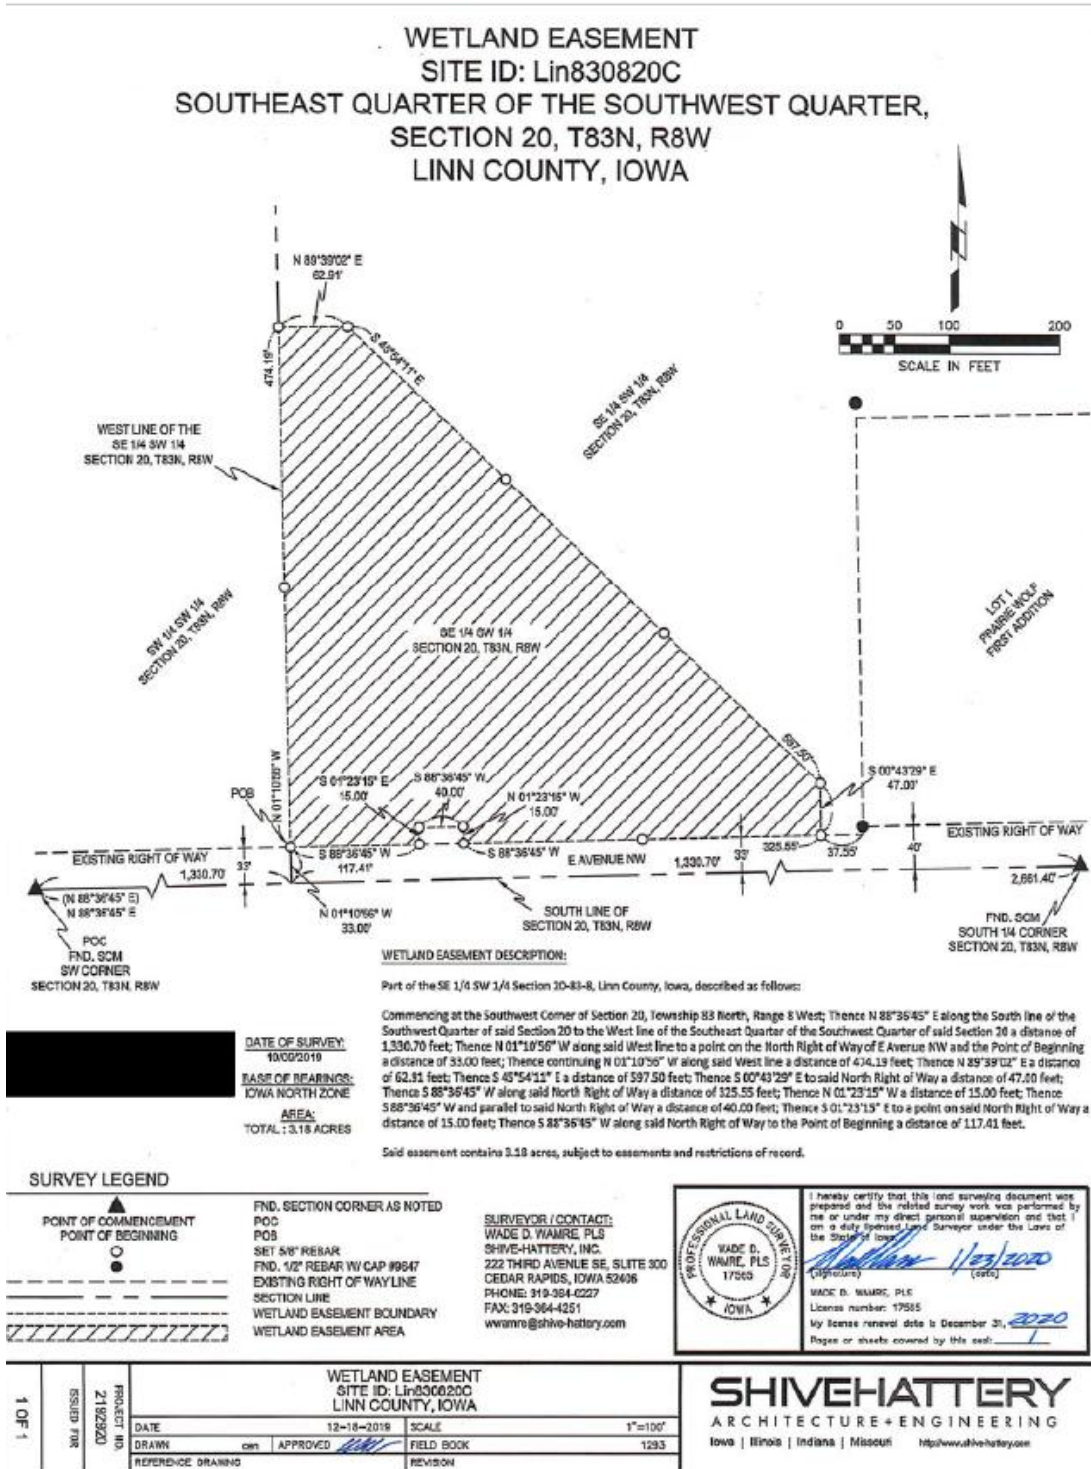 WETLAND EASEMENT
SITE ID: Lin830820C
SOUTHEAST QUARTER OF THE SOUTHWEST QUARTER,
SECTION 20, T83N, R8W
LINN COUNTY, IOWA
N 89°39'02" E
62.91'
0 50 100 200
SCALE IN FEET
474.19'
S 45°54'11" E
SE 1/4 SW 1/4
SECTION 20, T83N, R8W
WEST LINE OF THE
SE 1/4 SW 1/4
SECTION 20, T83N, R8W
SW 1/4 SW 1/4
SECTION 20, T83N, R8W
SE 1/4 SW 1/4
SECTION 20, T83N, R8W
LOT 1
PRAIRIE WOLF
FIRST ADDITION
597.50'
N 01°10'56" W
POB
S 01°23'15" E
15.00'
S 88°36'45" W
40.00'
N 01°23'15" W
15.00'
S 00°43'29" E
47.00'
EXISTING RIGHT OF WAY
1,330.70'
33'
S 88°36'45" W
117.41'
S 88°36'45" W
E AVENUE NW
1,330.70'
33'
325.55'
37.55'
40'
EXISTING RIGHT OF WAY
2,661.40'
(N 88°36'45" E)
N 88°36'45" E
POC
FND. SCM
SW CORNER
SECTION 20, T83N, R8W
N 01°10'56" W
33.00'
SOUTH LINE OF
SECTION 20, T83N, R8W
FND. SCM
SOUTH 1/4 CORNER
SECTION 20, T83N, R8W
WETLAND EASEMENT DESCRIPTION:
Part of the SE 1/4 SW 1/4 Section 20-83-8, Linn County, Iowa, described as follows:
Commencing at the Southwest Corner of Section 20, Township 83 North, Range 8 West; Thence N 88°36'45" E along the South line of the
Southwest Quarter of said Section 20 to the West line of the Southeast Quarter of the Southwest Quarter of said Section 20 a distance of
1,330.70 feet; Thence N 01°10'56" W along said West line to a point on the North Right of Way of E Avenue NW and the Point of Beginning
a distance of 33.00 feet; Thence continuing N 01°10'56" W along said West line a distance of 474.19 feet; Thence N 89°39'02" E a distance
of 62.91 feet; Thence S 45°54'11" E a distance of 597.50 feet; Thence S 00°43'29" E to said North Right of Way a distance of 47.00 feet;
Thence S 88°36'45" W along said North Right of Way a distance of 325.55 feet; Thence N 01°23'15" W a distance of 15.00 feet; Thence
S 88°36'45" W and parallel to said North Right of Way a distance of 40.00 feet; Thence S 01°23'15" E to a point on said North Right of Way a
distance of 15.00 feet; Thence S 88°36'45" W along said North Right of Way to the Point of Beginning a distance of 117.41 feet.
Said easement contains 3.18 acres, subject to easements and restrictions of record.
DATE OF SURVEY:
10/09/2019
BASE OF BEARINGS:
IOWA NORTH ZONE
AREA:
TOTAL : 3.18 ACRES
SURVEY LEGEND
POINT OF COMMENCEMENT
POINT OF BEGINNING
FND. SECTION CORNER AS NOTED
POC
POB
SET 5/8" REBAR
FND. 1/2" REBAR W/ CAP #9647
EXISTING RIGHT OF WAY LINE
SECTION LINE
WETLAND EASEMENT BOUNDARY
WETLAND EASEMENT AREA
SURVEYOR / CONTACT:
WADE D. WAMRE, PLS
SHIVE-HATTERY, INC.
222 THIRD AVENUE SE, SUITE 300
CEDAR RAPIDS, IOWA 52406
PHONE: 319-364-0227
FAX: 319-364-4251
wwamre@shive-hattery.com
PROFESSIONAL LAND SURVEYOR
WADE D.
WAMRE, PLS
17565
IOWA
I hereby certify that this land surveying document was
prepared and the related survey work was performed by
me or under my direct personal supervision and that I
am a duly licensed Land Surveyor under the Laws of
the State of Iowa.
1/23/2020
(signature) (date)
WADE D. WAMRE, PLS
License number: 17565
My license renewal date is December 31, 2020
Pages or sheets covered by this seal: 1
1 OF 1
ISSUED FOR
PROJECT NO.
2192920
WETLAND EASEMENT
SITE ID: Lin830820C
LINN COUNTY, IOWA
DATE 12-18-2019 SCALE 1"=100'
DRAWN cen APPROVED FIELD BOOK 1293
REFERENCE DRAWING REVISION
SHIVEHATTERY
ARCHITECTURE+ENGINEERING
Iowa | Illinois | Indiana | Missouri http://www.shive-hattery.com